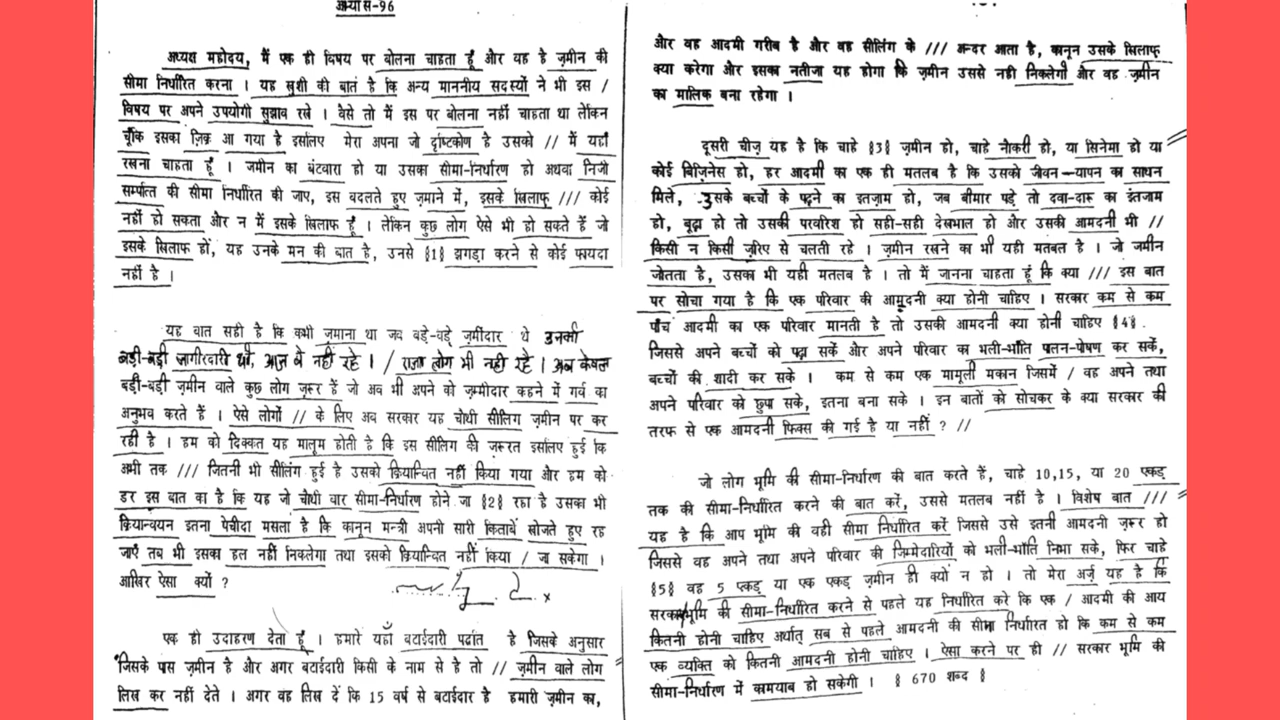 अभ्यास-96
अध्यक्ष महोदय, मैं एक ही विषय पर बोलना चाहता हूँ और वह है ज़मीन की
सीमा निर्धारित करना । यह खुशी की बात है कि अन्य माननीय सदस्यों ने भी इस /
विषय पर अपने उपयोगी सुझाव रखे । वैसे तो मैं इस पर बोलना नहीं चाहता था लेकिन
चूँकि इसका ज़िक्र आ गया है इसलिए मेरा अपना जो दृष्टिकोण है उसको // में यहाँ
रखना चाहता हूँ । जमीन का बंटवारा हो या उसका सीमा-निर्धारण हो अथवा निजी
सम्पत्ति की सीमा निर्धारित की जाए, इस बदलते हुए ज़माने में, इसके खिलाफ /// कोई
नहीं हो सकता और न मैं इसके खिलाफ हूँ । लेकिन कुछ लोग ऐसे भी हो सकते हैं जो
इसके खिलाफ हों, यह उनके मन की बात है, उनसे §1§ झगड़ा करने से कोई फायदा
नहीं है ।
यह बात सही है कि कभी ज़माना था जब बड़े-बड़े ज़मींदार थे उनकी
बड़ी-बड़ी जागीरदारी थी, आज वे नहीं रहे । / राजा लोग भी नहीं रहे । अब केवल
बड़ी-बड़ी ज़मीन वाले कुछ लोग ज़रूर हैं जो अब भी अपने को ज़मीदार कहने में गर्व का
अनुभव करते हैं । ऐसे लोगों // के लिए अब सरकार यह चौथी सीलिंग ज़मीन पर कर
रही है । हम को दिक्कत यह मालूम होती है कि इस सीलिंग की ज़रूरत इसलिए हुई कि
अभी तक /// जितनी भी सीलिंग हुई है उसको क्रियान्वित नहीं किया गया और हम को
डर इस बात का है कि यह जो चौथी बार सीमा-निर्धारण होने जा §2§ रहा है उसका भी
क्रियान्वयन इतना पेचीदा मसला है कि कानून मन्त्री अपनी सारी किताबें खोजते हुए रह
जाएँ तब भी इसका हल नहीं निकलेगा तथा इसको क्रियान्वित नहीं किया / जा सकेगा ।
आखिर ऐसा क्यों ?
एक ही उदाहरण देता हूँ । हमारे यहाँ बटाईदारी पद्धति है जिसके अनुसार
जिसके पास ज़मीन है और अगर बटाईदारी किसी के नाम से है तो // ज़मीन वाले लोग
लिख कर नहीं देते । अगर वह लिख दें कि 15 वर्ष से बटाईदार है हमारी ज़मीन का,
और वह आदमी गरीब है और वह सीलिंग के /// अन्दर आता है, कानून उसके खिलाफ
क्या करेगा और इसका नतीजा यह होगा कि ज़मीन उससे नही निकलेगी और वह ज़मीन
का मालिक बना रहेगा ।
दूसरी चीज़ यह है कि चाहे §3§ ज़मीन हो, चाहे नौकरी हो, या सिनेमा हो या
कोई बिज़िनेस हो, हर आदमी का एक ही मतलब है कि उसको जीवन-यापन का साधन
मिले, उसके बच्चों के पढ़ने का इंतज़ाम हो, जब बीमार पड़े तो दवा-दारू का इंतज़ाम
हो, बूढ़ा हो तो उसकी परवरिश हो सही-सही देखभाल हो और उसकी आमदनी भी //
किसी न किसी ज़रिए से चलती रहे । ज़मीन रखने का भी यही मतबल है । जो जमीन
जोतता है, उसका भी यही मतलब है । तो मैं जानना चाहता हूं कि क्या /// इस बात
पर सोचा गया है कि एक परिवार की आमदनी क्या होनी चाहिए । सरकार कम से कम
पाँच आदमी का एक परिवार मानती है तो उसकी आमदनी क्या होनी चाहिए §4§.
जिससे अपने बच्चों को पढ़ा सकें और अपने परिवार का भली-भाँति पालन-पोषण कर सकें,
बच्चों की शादी कर सके । कम से कम एक मामूली मकान जिसमें / वह अपने तथा
अपने परिवार को छुपा सके, इतना बना सके । इन बातों को सोचकर के क्या सरकार की
तरफ से एक आमदनी फिक्स की गई है या नहीं ? //
जो लोग भूमि की सीमा-निर्धारण की बात करते हैं, चाहे 10,15, या 20 एकड़
तक की सीमा-निर्धारित करने की बात करें, उससे मतलब नहीं है । विशेष बात ///
यह है कि आप भूमि की वही सीमा निर्धारित करें जिससे उसे इतनी आमदनी ज़रूर हो
जिससे वह अपने तथा अपने परिवार की जिम्मेदारियों को भली-भाँति निभा सके, फिर चाहे
§5§ वह 5 एकड़ या एक एकड़ ज़मीन ही क्यों न हो । तो मेरा अर्ज़ यह है कि
सरकार भूमि की सीमा-निर्धारित करने से पहले यह निर्धारित करे कि एक / आदमी की आय
कितनी होनी चाहिए अर्थात् सब से पहले आमदनी की सीमा निर्धारित हो कि कम से कम
एक व्यक्ति को कितनी आमदनी होनी चाहिए । ऐसा करने पर ही // सरकार भूमि की
सीमा-निर्धारण में कामयाब हो सकेगी । § 670 शब्द §